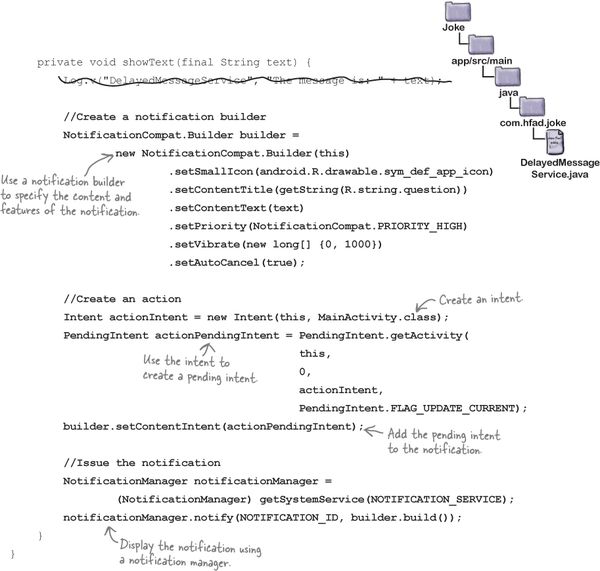 Joke
app/src/main
java
com.hfad.joke
DelayedMessage
Service.java
private void showText(final String text) {
Log.v("DelayedMessageService", "The message is: " + text);
//Create a notification builder
NotificationCompat.Builder builder =
new NotificationCompat.Builder(this)
.setSmallIcon(android.R.drawable.sym_def_app_icon)
.setContentTitle(getString(R.string.question))
.setContentText(text)
.setPriority(NotificationCompat.PRIORITY_HIGH)
.setVibrate(new long[] {0, 1000})
.setAutoCancel(true);
Use a notification builder
to specify the content and
features of the notification.
//Create an action
Create an intent.
Intent actionIntent = new Intent(this, MainActivity.class);
PendingIntent actionPendingIntent = PendingIntent.getActivity(
this,
0,
actionIntent,
PendingIntent.FLAG_UPDATE_CURRENT);
Use the intent to
create a pending intent.
builder.setContentIntent(actionPendingIntent);
Add the pending intent
to the notification.
//Issue the notification
NotificationManager notificationManager =
(NotificationManager) getSystemService(NOTIFICATION_SERVICE);
notificationManager.notify(NOTIFICATION_ID, builder.build());
}
Display the notification using
a notification manager.
}